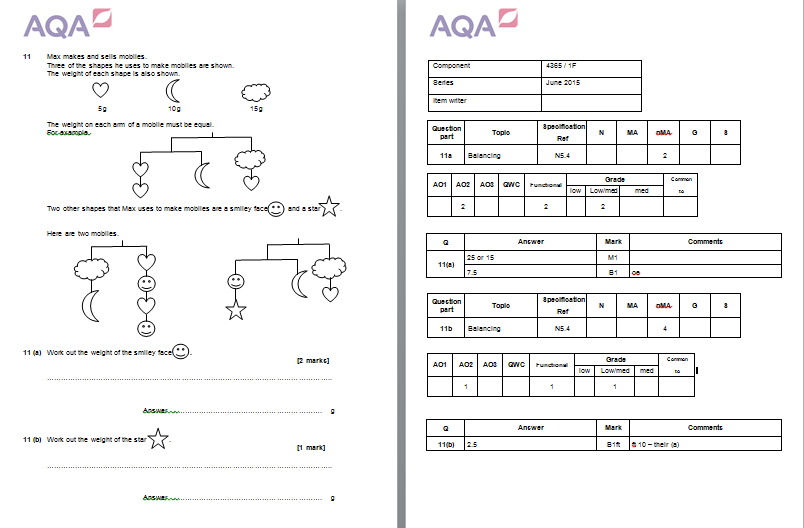 AQA
11 Max makes and sells mobiles.
Three of the shapes he uses to make mobiles are shown.
The weight of each shape is also shown.
5g 10g 15g
The weight on each arm of a mobile must be equal.
For example.
Two other shapes that Max uses to make mobiles are a smiley face and a star .
Here are two mobiles.
11 (a) Work out the weight of the smiley face .
[2 marks]
Answer g
11 (b) Work out the weight of the star .
[1 mark]
Answer g
AQA
Component 4365 / 1F
Series June 2015
Item writer
Question part Topic Specification Ref N MA nMA G S
11a Balancing N5.4 2
AO1 AO2 AO3 QWC Functional Grade Common to
low Low/med med
2 2 2
Q Answer Mark Comments
11(a) 25 or 15 M1
7.5 B1 oe
Question part Topic Specification Ref N MA nMA G S
11b Balancing N5.4 4
AO1 AO2 AO3 QWC Functional Grade Common to
low Low/med med
1 1 1
Q Answer Mark Comments
11(b) 2.5 B1ft ft 10 – their (a)